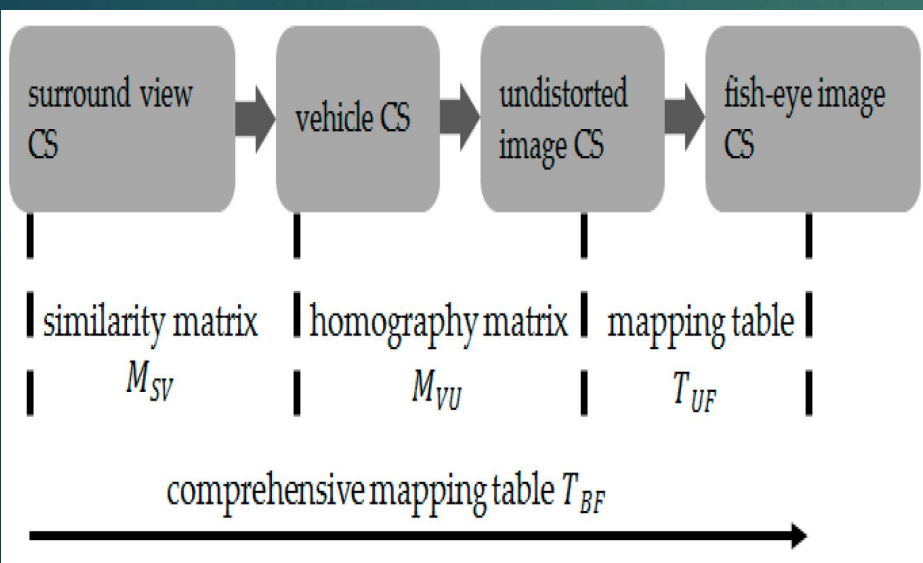 surround view
CS
vehicle CS
undistorted
image CS
fish-eye image
CS
similarity matrix
M_SV
homography matrix
M_VU
mapping table
T_UF
comprehensive mapping table T_BF